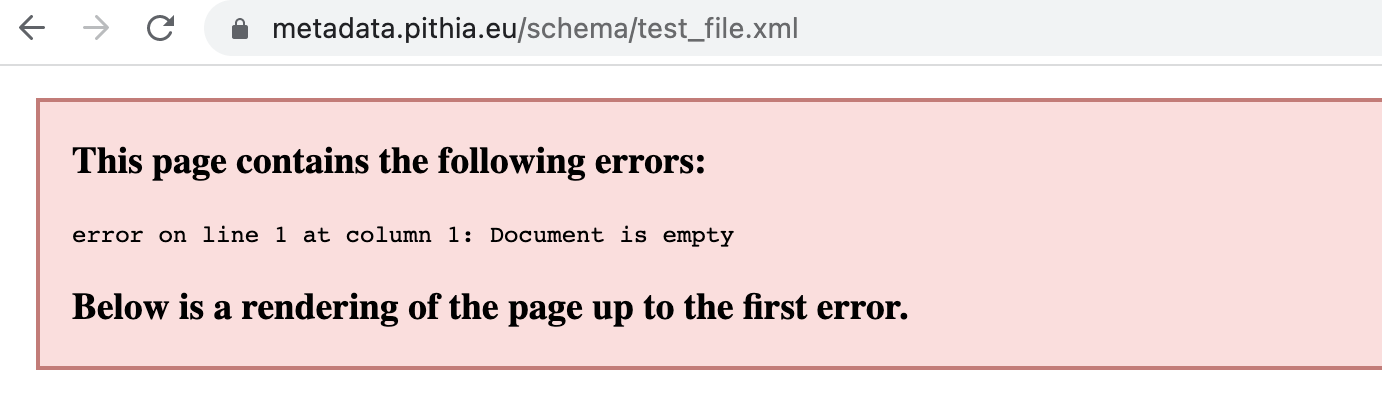 metadata.pithia.eu/schema/test_file.xml
This page contains the following errors:
error on line 1 at column 1: Document is empty
Below is a rendering of the page up to the first error.